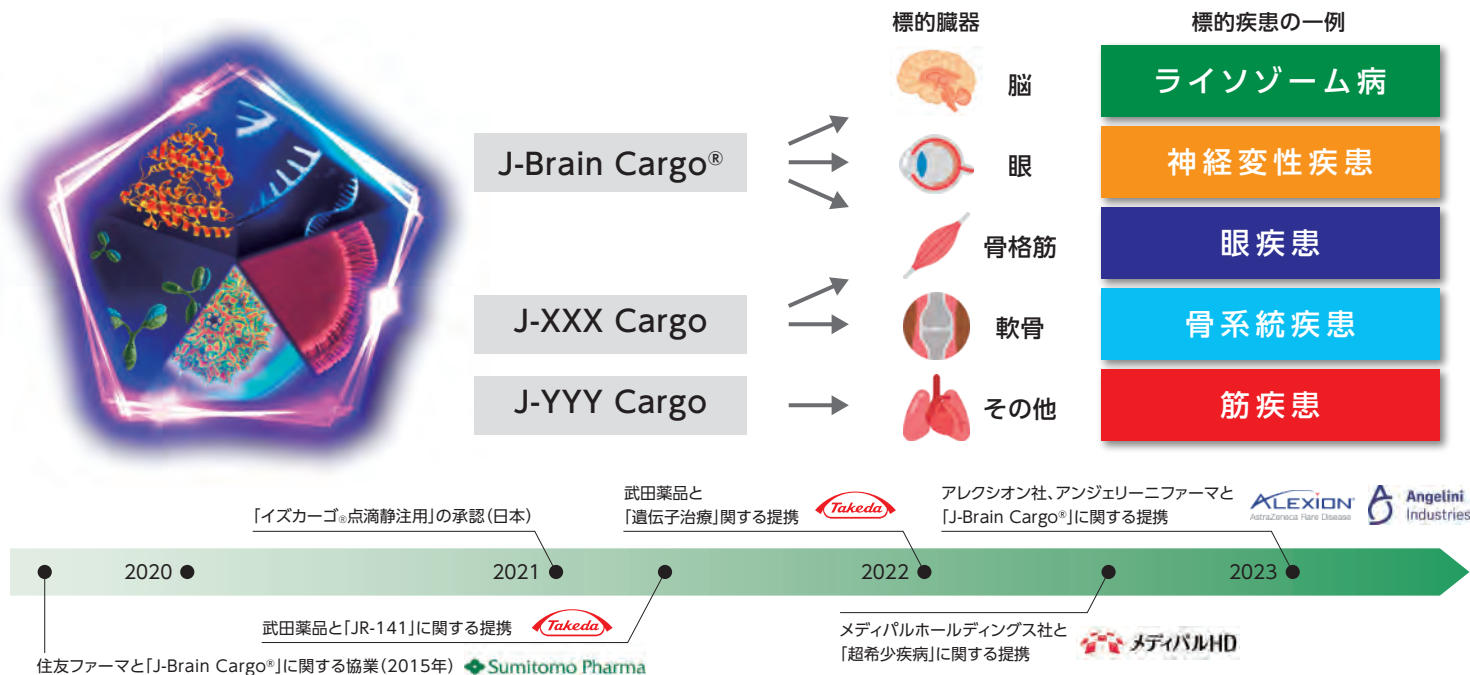 標的臓器
標的疾患の一例
J-Brain Cargo®
J-XXX Cargo
J-YYY Cargo
脳
眼
骨格筋
軟骨
その他
ライソゾーム病
神経変性疾患
眼疾患
骨系統疾患
筋疾患
「イズカーゴ®点滴静注用」の承認(日本)
武田薬品と
「遺伝子治療」関する提携
Takeda
アレクシオン社、アンジェリーニファーマと
「J-Brain Cargo®」に関する提携
ALEXION®
AstraZeneca Rare Disease
Angelini
Industries
2020
2021
2022
2023
武田薬品と「JR-141」に関する提携
Takeda
住友ファーマと「J-Brain Cargo®」に関する協業(2015年)
Sumitomo Pharma
メディパルホールディングス社と
「超希少疾病」に関する提携
メディパルHD